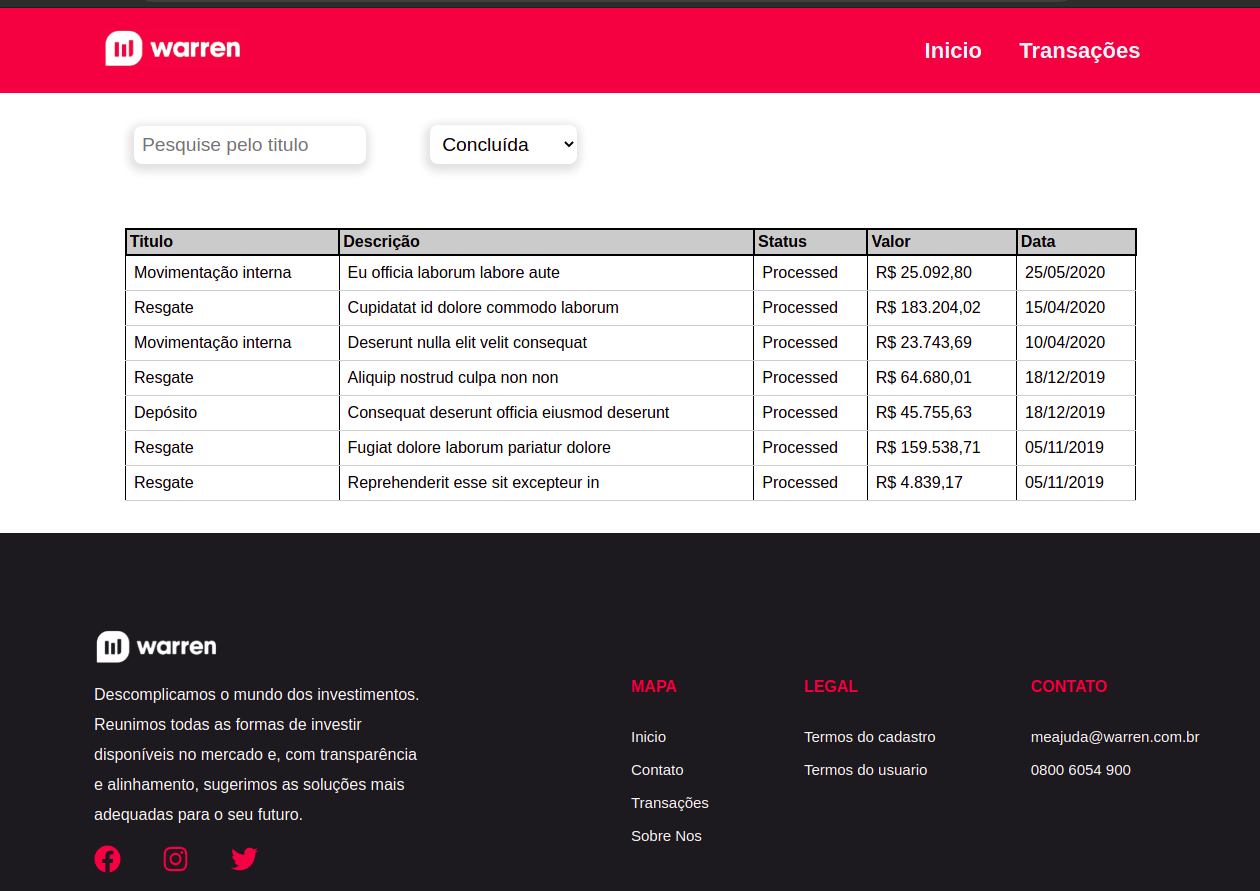 warren
Inicio Transações
Pesquise pelo titulo Concluída
Titulo Descrição Status Valor Data
Movimentação interna Eu officia laborum labore aute Processed R$ 25.092,80 25/05/2020
Resgate Cupidatat id dolore commodo laborum Processed R$ 183.204,02 15/04/2020
Movimentação interna Deserunt nulla elit velit consequat Processed R$ 23.743,69 10/04/2020
Resgate Aliquip nostrud culpa non non Processed R$ 64.680,01 18/12/2019
Depósito Consequat deserunt officia eiusmod deserunt Processed R$ 45.755,63 18/12/2019
Resgate Fugiat dolore laborum pariatur dolore Processed R$ 159.538,71 05/11/2019
Resgate Reprehenderit esse sit excepteur in Processed R$ 4.839,17 05/11/2019
warren
Descomplicamos o mundo dos investimentos.
Reunimos todas as formas de investir
disponíveis no mercado e, com transparência
e alinhamento, sugerimos as soluções mais
adequadas para o seu futuro.
MAPA
Inicio
Contato
Transações
Sobre Nos
LEGAL
Termos do cadastro
Termos do usuario
CONTATO
meajuda@warren.com.br
0800 6054 900